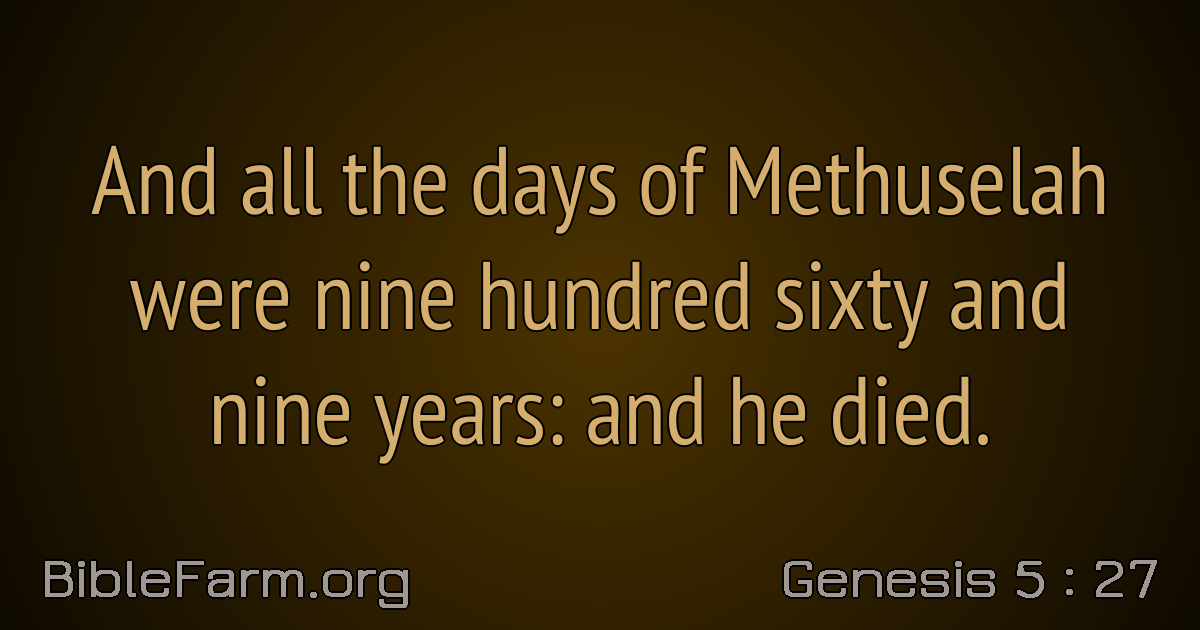 And all the days of Methuselah
were nine hundred sixty and
nine years: and he died.
BibleFarm.org
Genesis 5 : 27